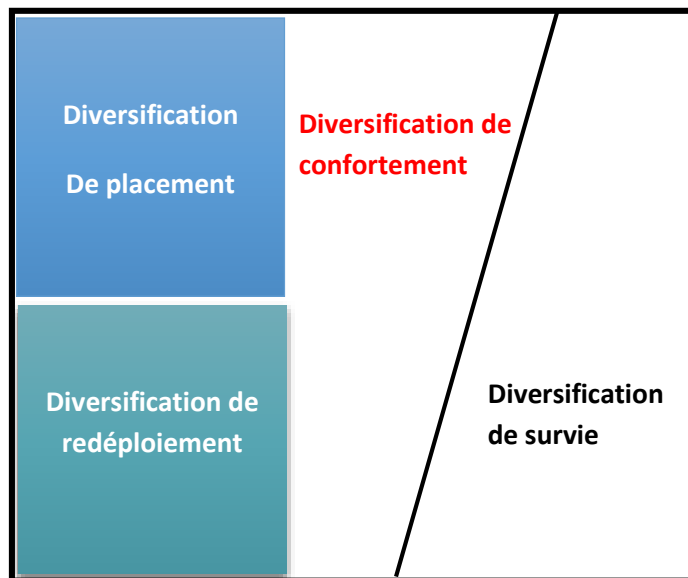 Diversification
De placement
Diversification de
confortement
Diversification de
redéploiement
Diversification
de survie